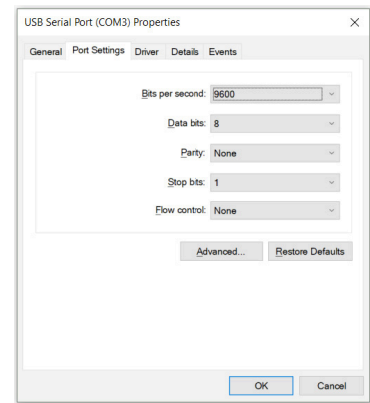 USB Serial Port (COM3) Properties
General Port Settings Driver Details Events
Bits per second: 9600
Data bits: 8
Parity: None
Stop bits: 1
Flow control: None
Advanced... Restore Defaults
OK Cancel